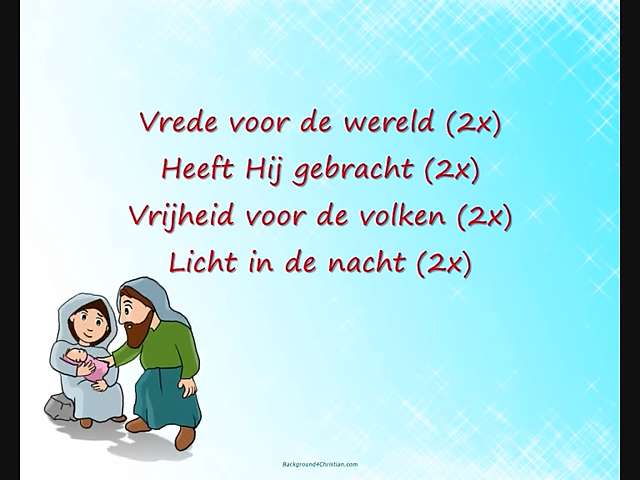 Vrede voor de wereld (2x)
Heeft Hij gebracht (2x)
Vrijheid voor de volken (2x)
Licht in de nacht (2x)
Background4Christian.com